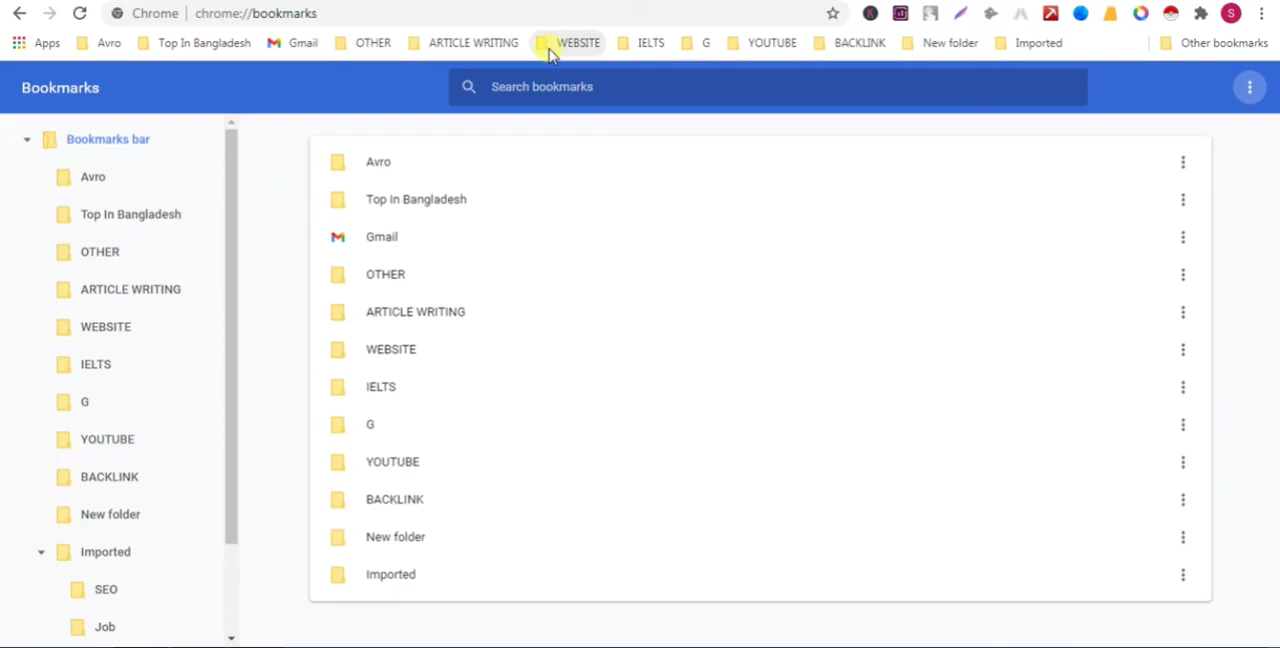 Chrome | chrome://bookmarks
S
Apps Avro Top In Bangladesh Gmail OTHER ARTICLE WRITING WEBSITE IELTS G YOUTUBE BACKLINK New folder Imported Other bookmarks
Bookmarks
Search bookmarks
Bookmarks bar
Avro
Top In Bangladesh
OTHER
ARTICLE WRITING
WEBSITE
IELTS
G
YOUTUBE
BACKLINK
New folder
Imported
SEO
Job
Avro
Top In Bangladesh
Gmail
OTHER
ARTICLE WRITING
WEBSITE
IELTS
G
YOUTUBE
BACKLINK
New folder
Imported